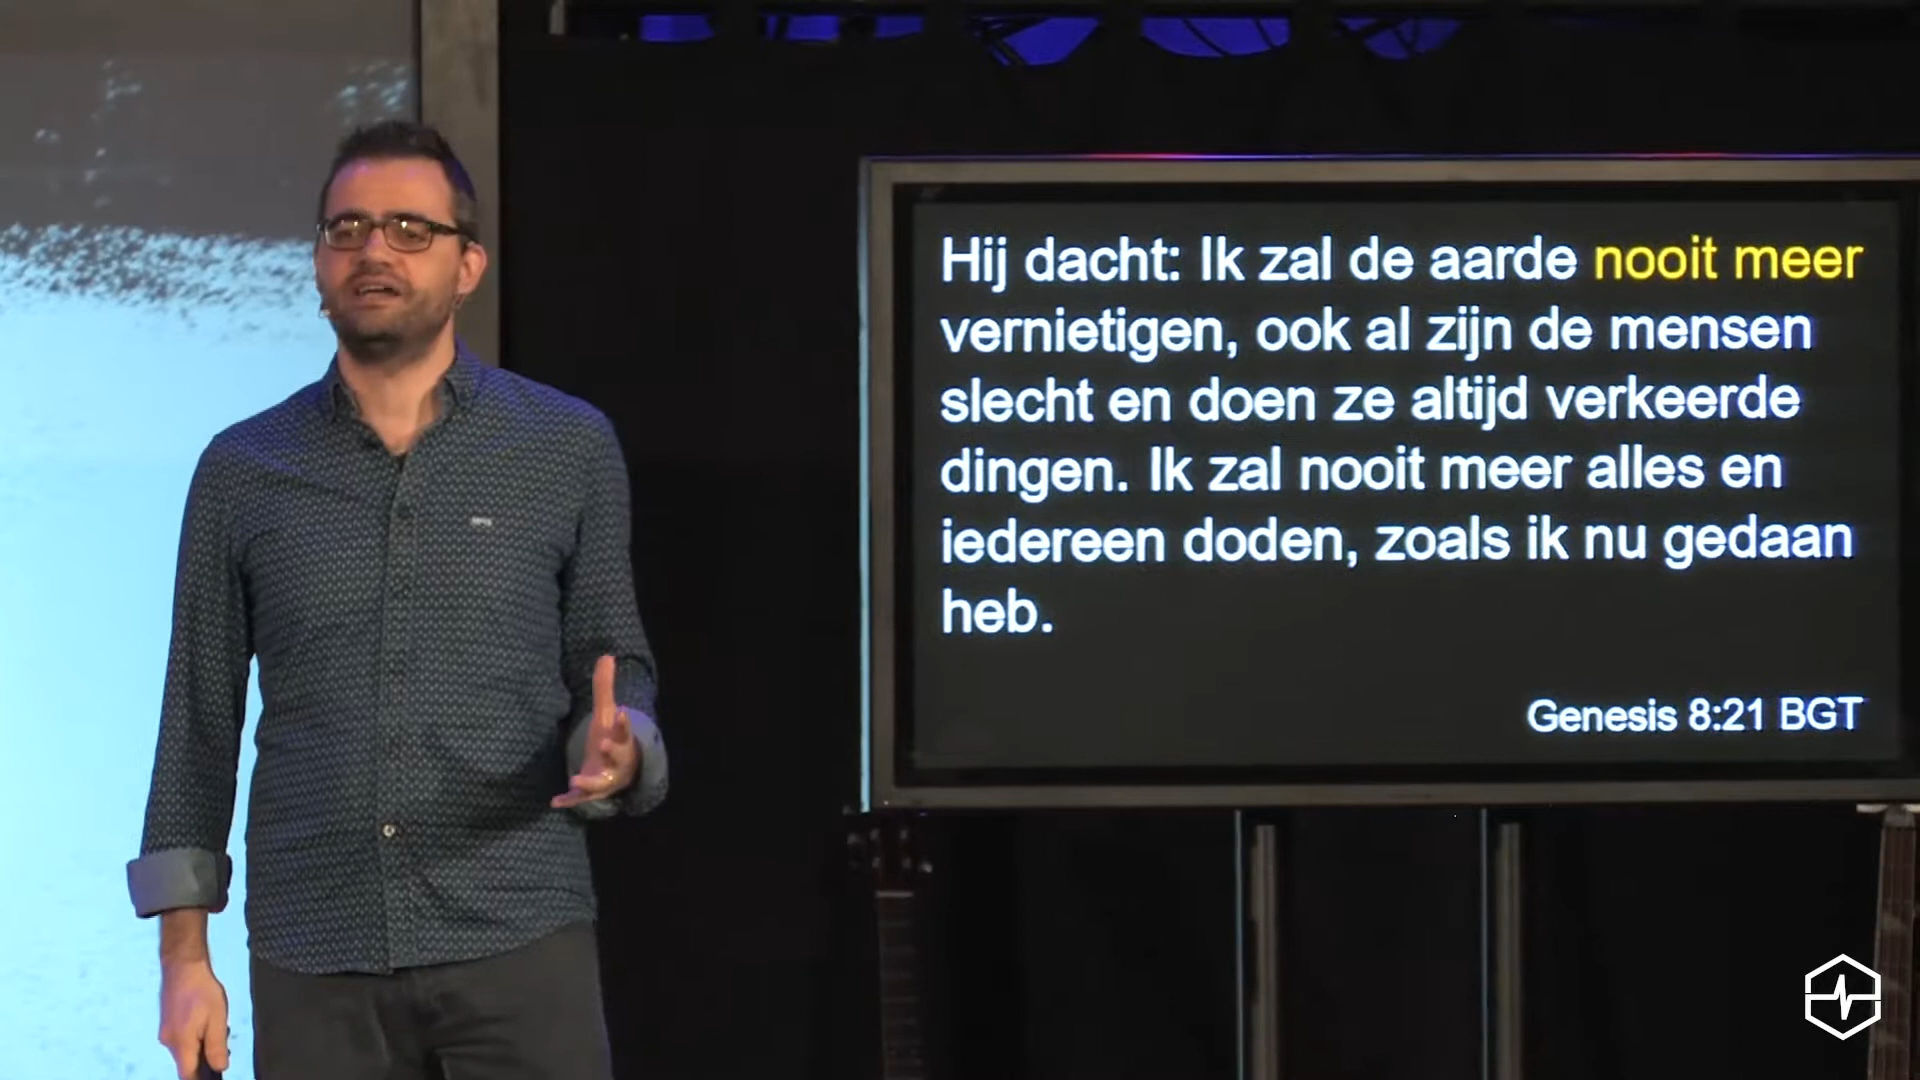 Hij dacht: Ik zal de aarde nooit meer
vernietigen, ook al zijn de mensen
slecht en doen ze altijd verkeerde
dingen. Ik zal nooit meer alles en
iedereen doden, zoals ik nu gedaan
heb.
Genesis 8:21 BGT